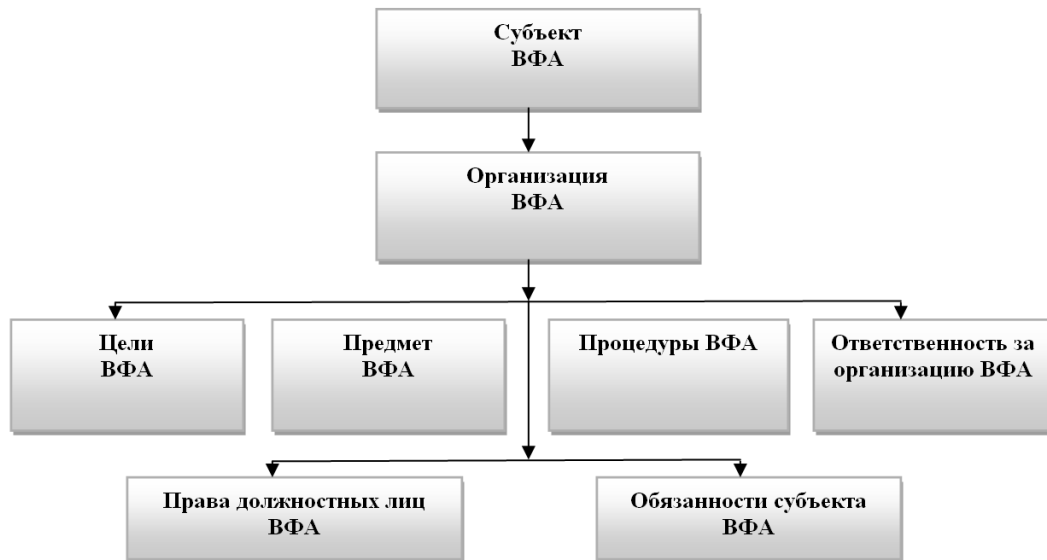 Субъект
ВФА
Организация
ВФА
Цели
ВФА
Предмет
ВФА
Процедуры ВФА
Ответственность за
организацию ВФА
Права должностных лиц
ВФА
Обязанности субъекта
ВФА